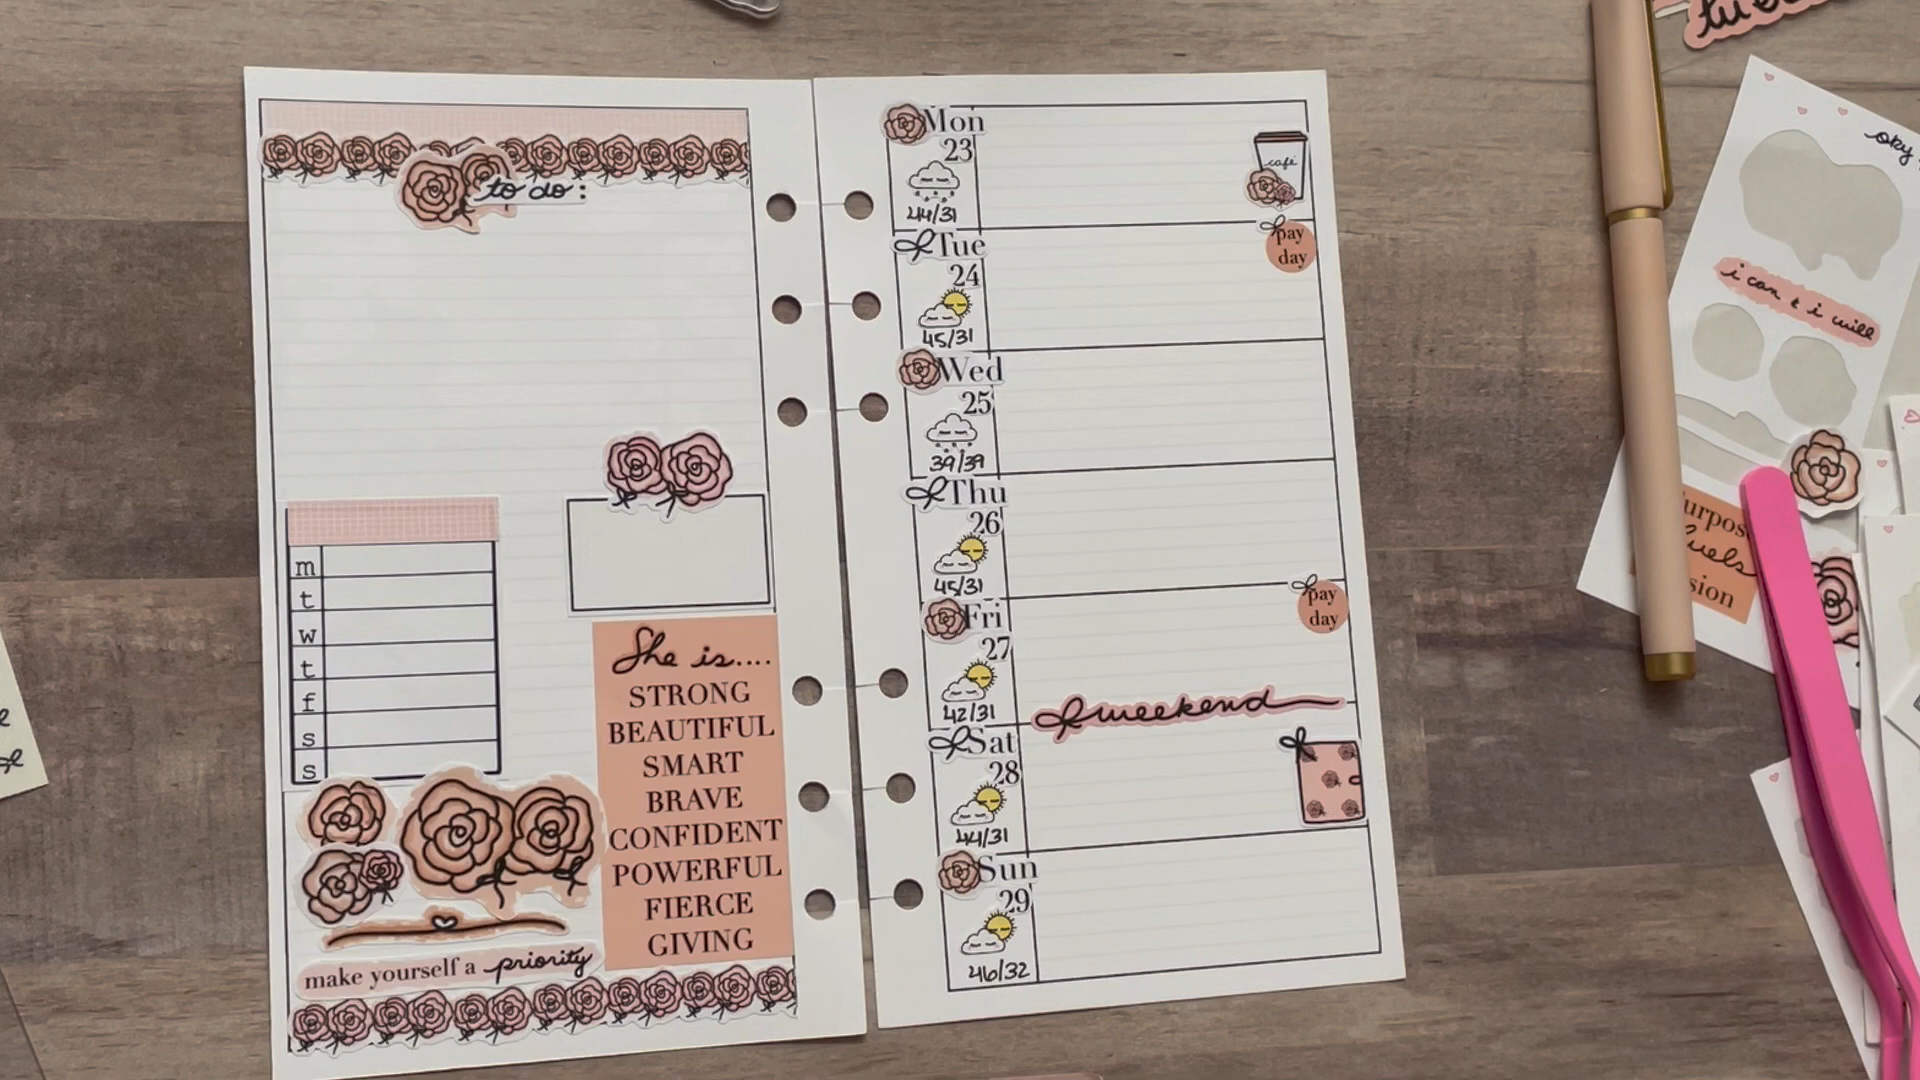 to do:
m
t
w
t
f
s
s
She is....
STRONG
BEAUTIFUL
SMART
BRAVE
CONFIDENT
POWERFUL
FIERCE
GIVING
make yourself a priority
Mon
23
44/31
café
Tue
24
45/31
pay
day
Wed
25
39/39
Thu
26
45/31
Fri
27
42/31
pay
day
weekend
Sat
28
44/31
Sun
29
46/32
i can & i will